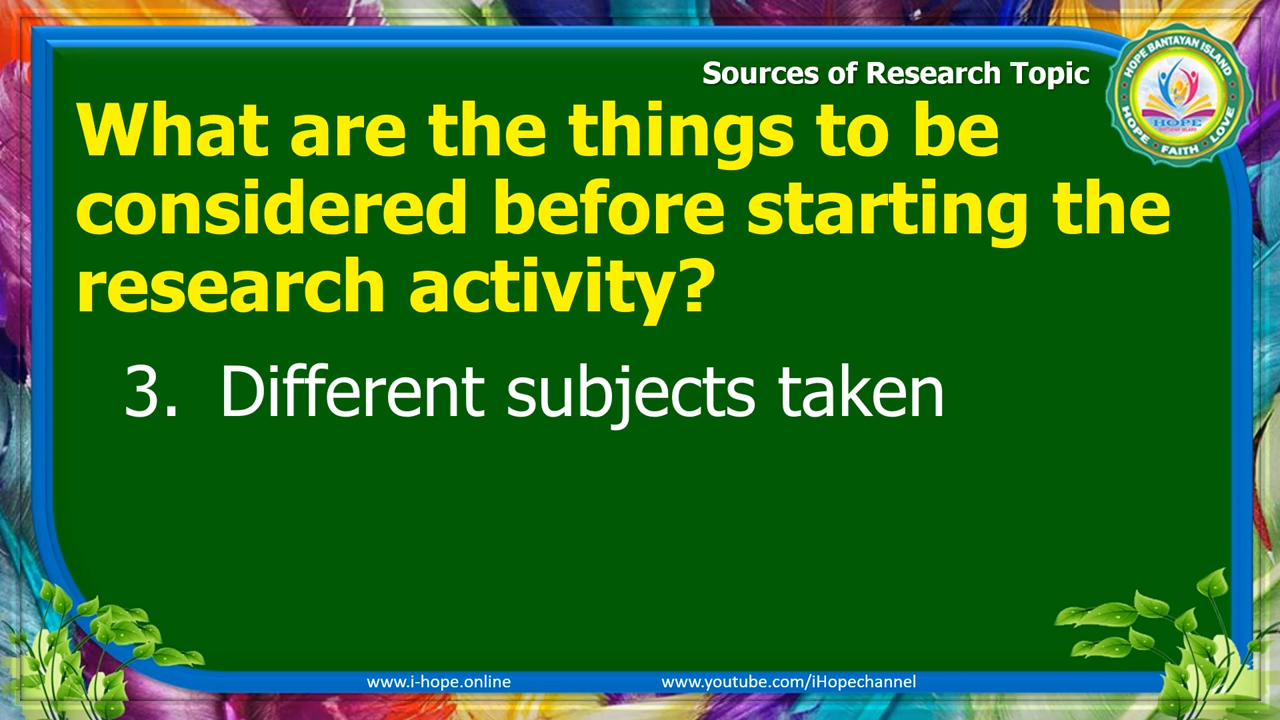 Sources of Research Topic
HOPE BANTAYAN ISLAND
HOPE
HOPE • FAITH • LOVE
What are the things to be
considered before starting the
research activity?
3. Different subjects taken
www.i-hope.online
www.youtube.com/iHopechannel